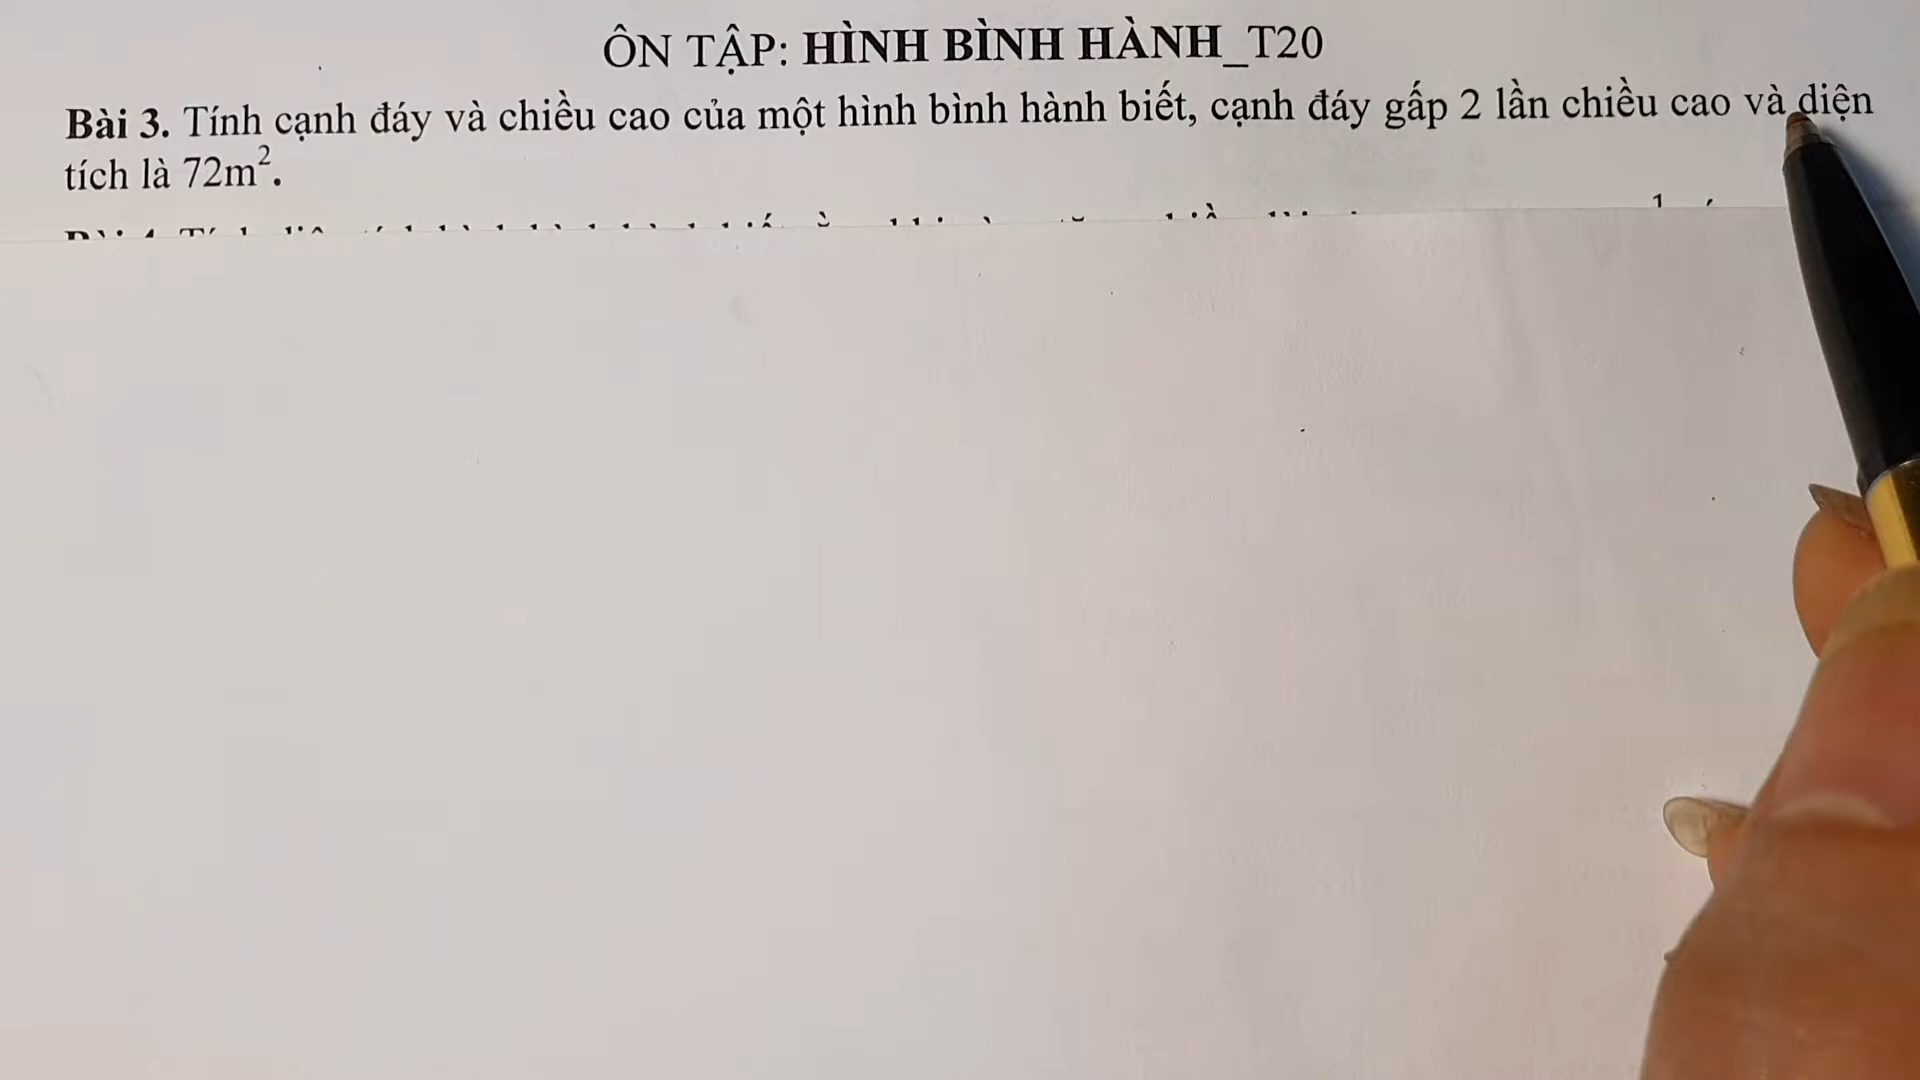 ÔN TẬP: HÌNH BÌNH HÀNH_T20
Bài 3. Tính cạnh đáy và chiều cao của một hình bình hành biết, cạnh đáy gấp 2 lần chiều cao và diện
tích là 72m².